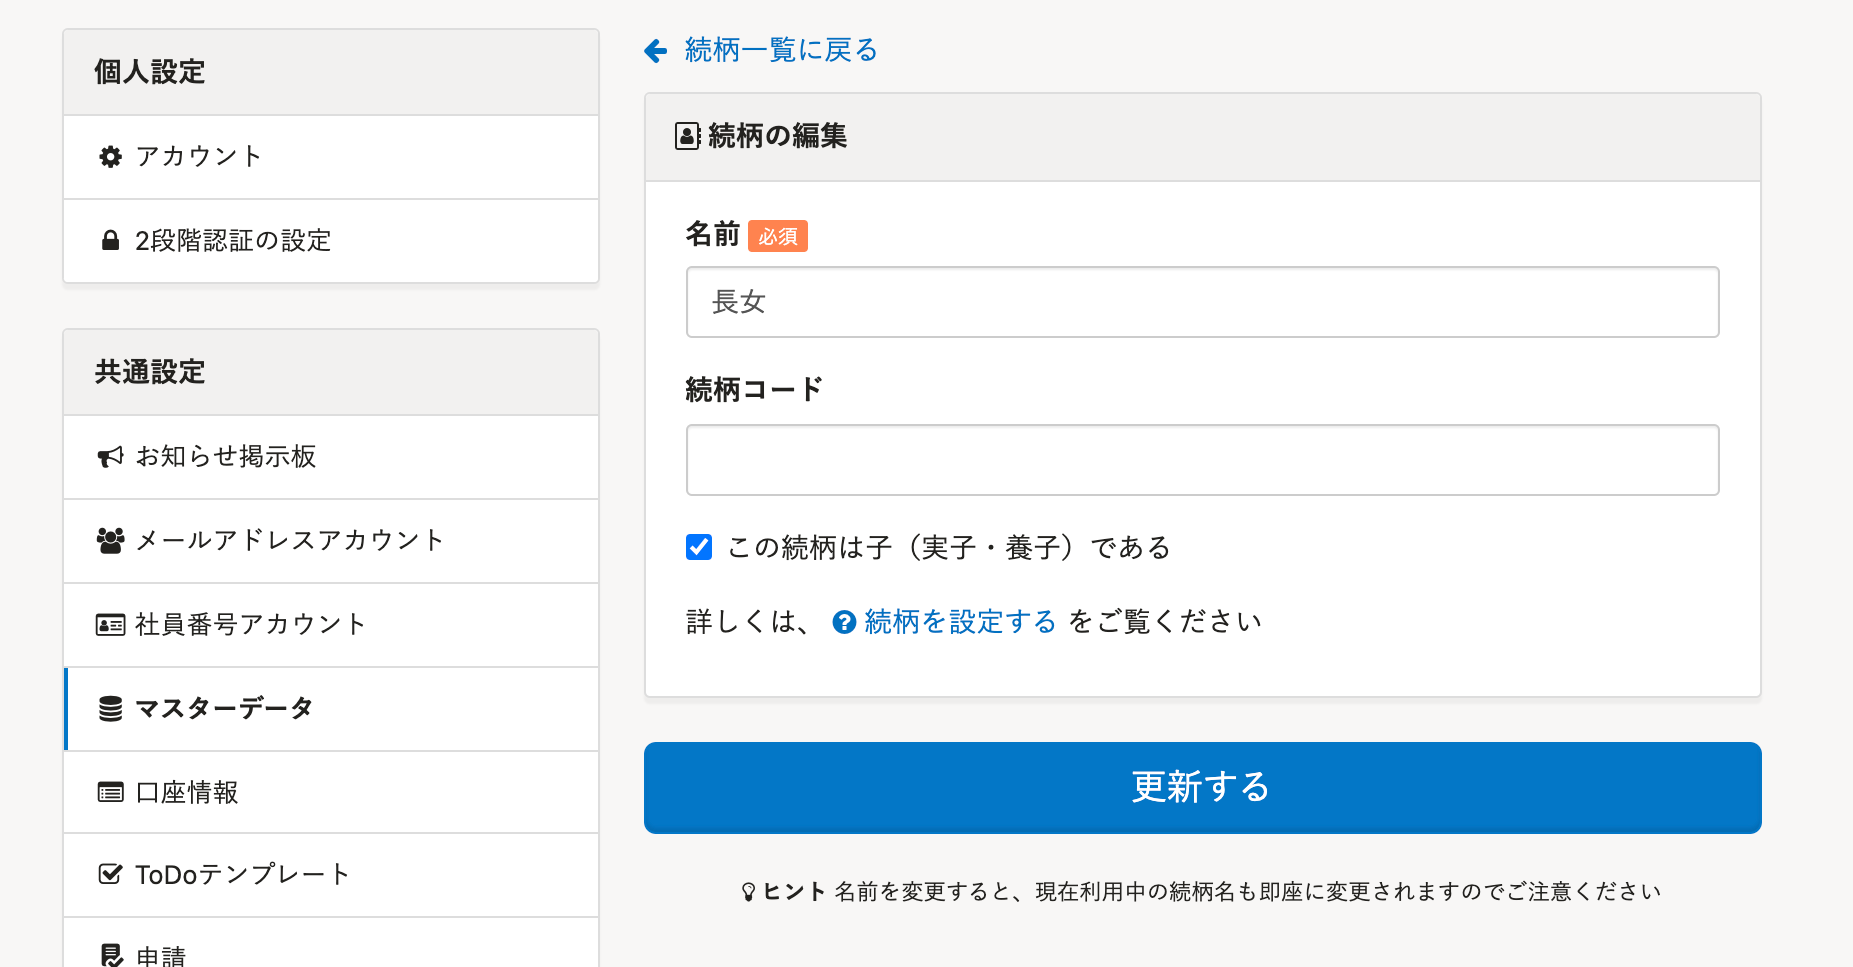 個人設定
アカウント
2段階認証の設定
共通設定
お知らせ掲示板
メールアドレスアカウント
社員番号アカウント
マスターデータ
口座情報
ToDoテンプレート
申請
続柄一覧に戻る
続柄の編集
名前 必須
長女
続柄コード
この続柄は子（実子・養子）である
詳しくは、 続柄を設定する をご覧ください
更新する
ヒント 名前を変更すると、現在利用中の続柄名も即座に変更されますのでご注意ください